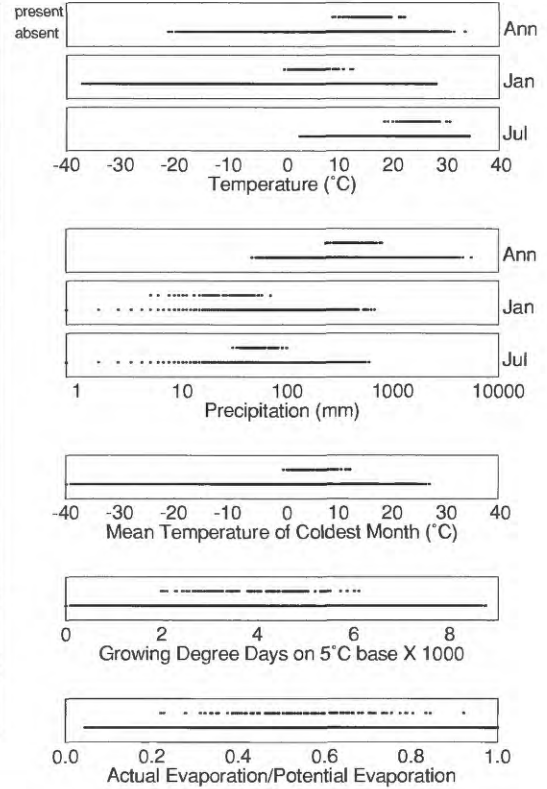 present
absent
Ann
Jan
Jul
-40 -30 -20 -10 0 10 20 30 40
Temperature (°C)
Ann
Jan
Jul
1 10 100 1000 10000
Precipitation (mm)
-40 -30 -20 -10 0 10 20 30 40
Mean Temperature of Coldest Month (°C)
0 2 4 6 8
Growing Degree Days on 5°C base X 1000
0.0 0.2 0.4 0.6 0.8 1.0
Actual Evaporation/Potential Evaporation